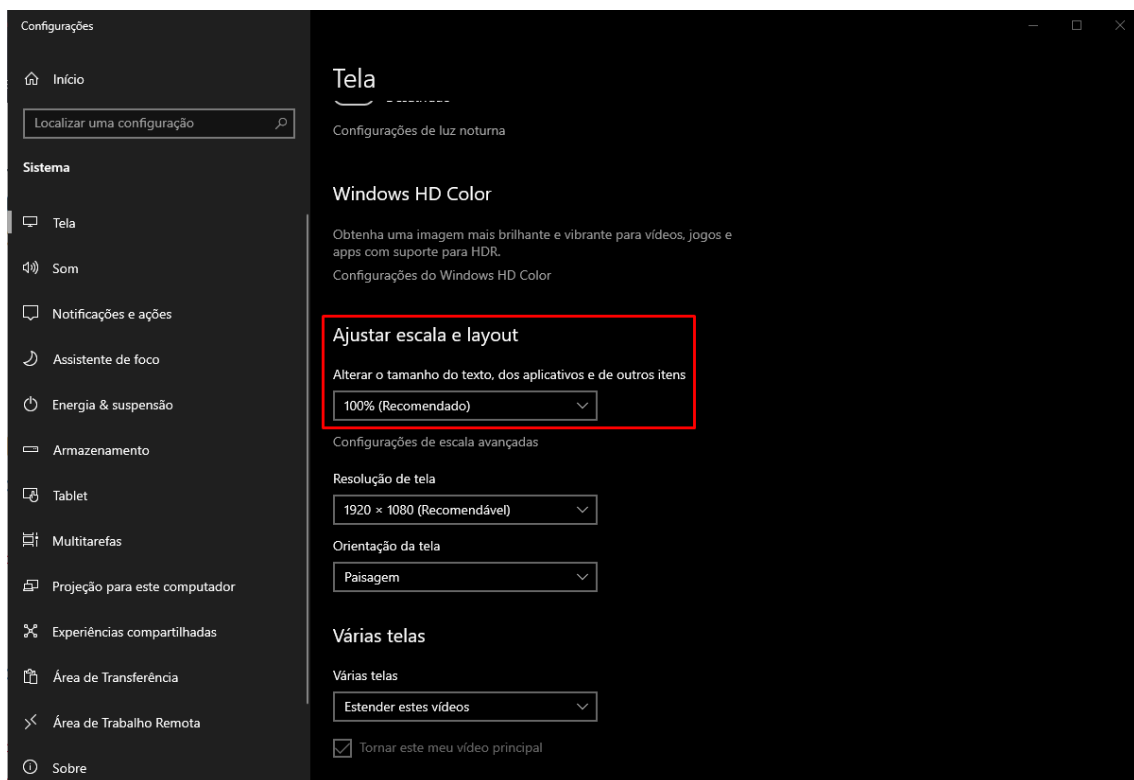 Configurações
Início
Localizar uma configuração
Sistema
Tela
Som
Notificações e ações
Assistente de foco
Energia & suspensão
Armazenamento
Tablet
Multitarefas
Projeção para este computador
Experiências compartilhadas
Área de Transferência
Área de Trabalho Remota
Sobre
Tela
Configurações de luz noturna
Windows HD Color
Obtenha uma imagem mais brilhante e vibrante para vídeos, jogos e
apps com suporte para HDR.
Configurações do Windows HD Color
Ajustar escala e layout
Alterar o tamanho do texto, dos aplicativos e de outros itens
100% (Recomendado)
Configurações de escala avançadas
Resolução de tela
1920 × 1080 (Recomendável)
Orientação da tela
Paisagem
Várias telas
Várias telas
Estender estes vídeos
Tornar este meu vídeo principal